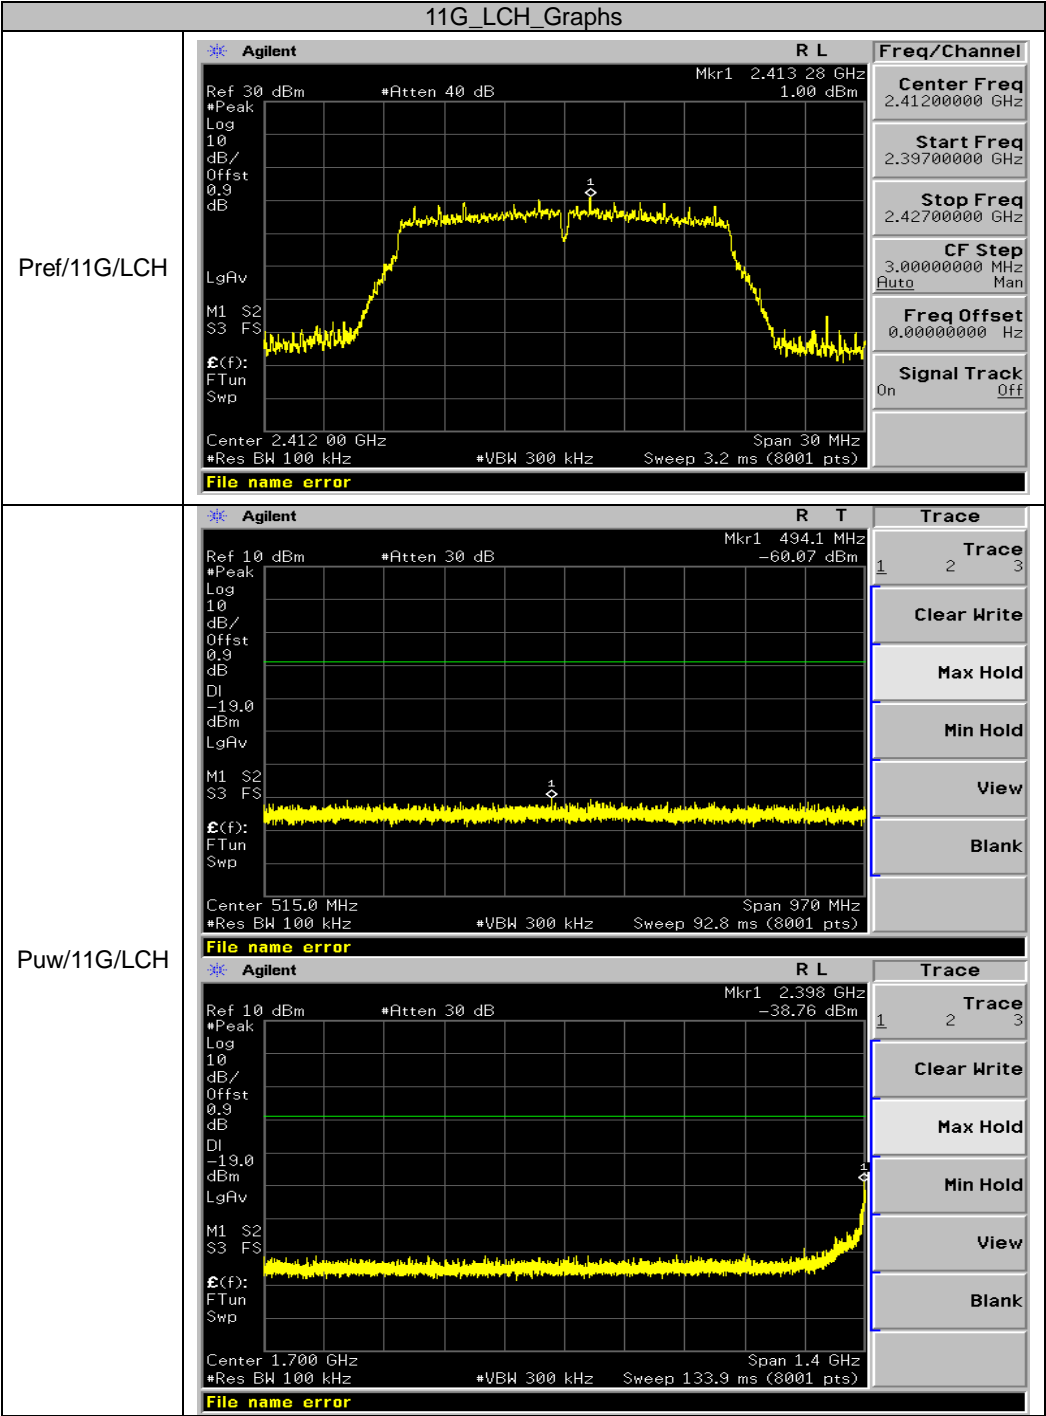 11G_LCH_Graphs
Pref/11G/LCH
Agilent R L Freq/Channel
Mkr1 2.413 28 GHz
Ref 30 dBm #Atten 40 dB 1.00 dBm
#Peak
Log
10
dB/
Offst
0.9
dB
LgAv
M1 S2
S3 FS
£(f):
FTun
Swp
1
Center 2.412 00 GHz Span 30 MHz
#Res BW 100 kHz #VBW 300 kHz Sweep 3.2 ms (8001 pts)
File name error
Center Freq
2.41200000 GHz
Start Freq
2.39700000 GHz
Stop Freq
2.42700000 GHz
CF Step
3.00000000 MHz
Auto Man
Freq Offset
0.00000000 Hz
Signal Track
On Off
Puw/11G/LCH
Agilent R T Trace
Mkr1 494.1 MHz
Ref 10 dBm #Atten 30 dB -60.07 dBm
#Peak
Log
10
dB/
Offst
0.9
dB
DI
-19.0
dBm
LgAv
M1 S2
S3 FS
£(f):
FTun
Swp
1
Center 515.0 MHz Span 970 MHz
#Res BW 100 kHz #VBW 300 kHz Sweep 92.8 ms (8001 pts)
File name error
Trace
1 2 3
Clear Write
Max Hold
Min Hold
View
Blank
Agilent R L Trace
Mkr1 2.398 GHz
Ref 10 dBm #Atten 30 dB -38.76 dBm
#Peak
Log
10
dB/
Offst
0.9
dB
DI
-19.0
dBm
LgAv
M1 S2
S3 FS
£(f):
FTun
Swp
1
Center 1.700 GHz Span 1.4 GHz
#Res BW 100 kHz #VBW 300 kHz Sweep 133.9 ms (8001 pts)
File name error
Trace
1 2 3
Clear Write
Max Hold
Min Hold
View
Blank